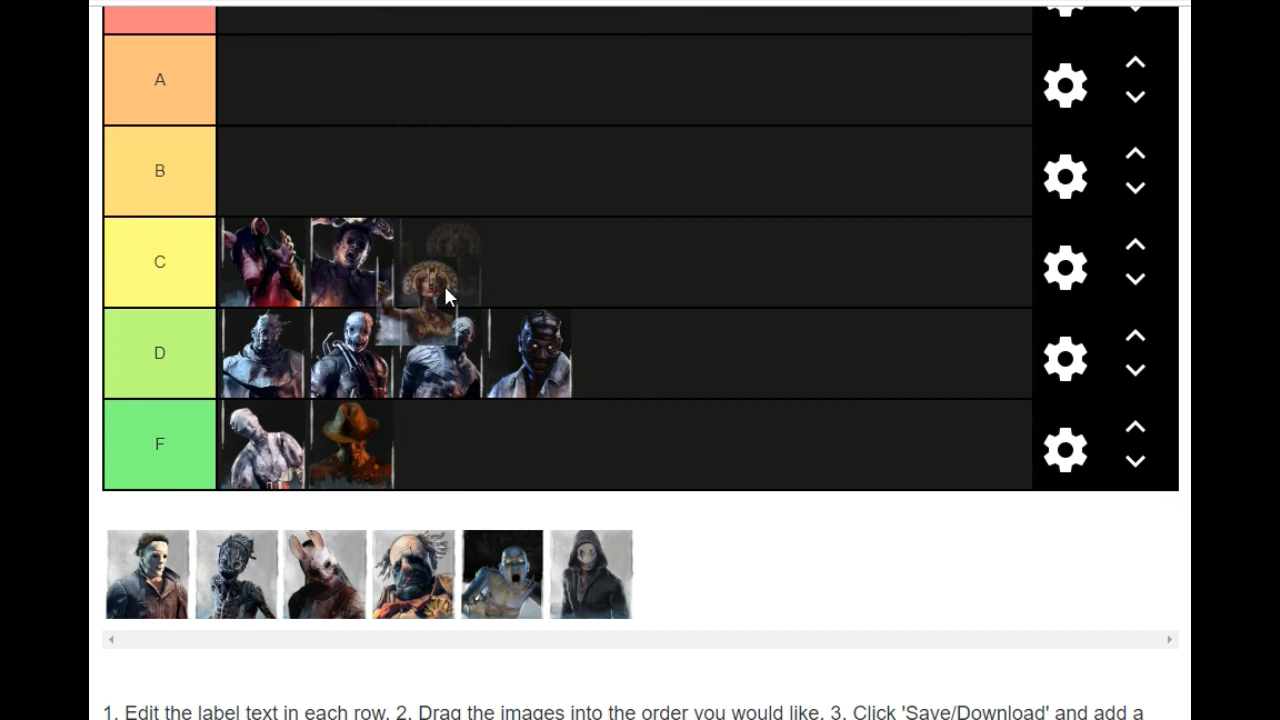 A
B
C
D
F
1. Edit the label text in each row. 2. Drag the images into the order you would like. 3. Click 'Save/Download' and add a